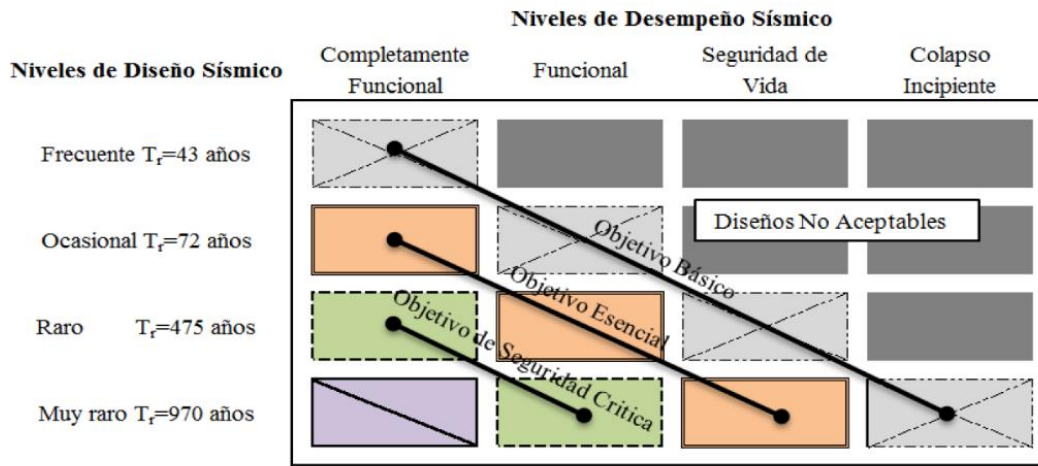 Niveles de Desempeño Sísmico
Niveles de Diseño Sísmico
Completamente
Funcional
Funcional
Seguridad de
Vida
Colapso
Incipiente
Frecuente Tr=43 años
Ocasional Tr=72 años
Diseños No Aceptables
Objetivo Básico
Objetivo Esencial
Raro Tr=475 años
Objetivo de Seguridad Critica
Muy raro Tr=970 años